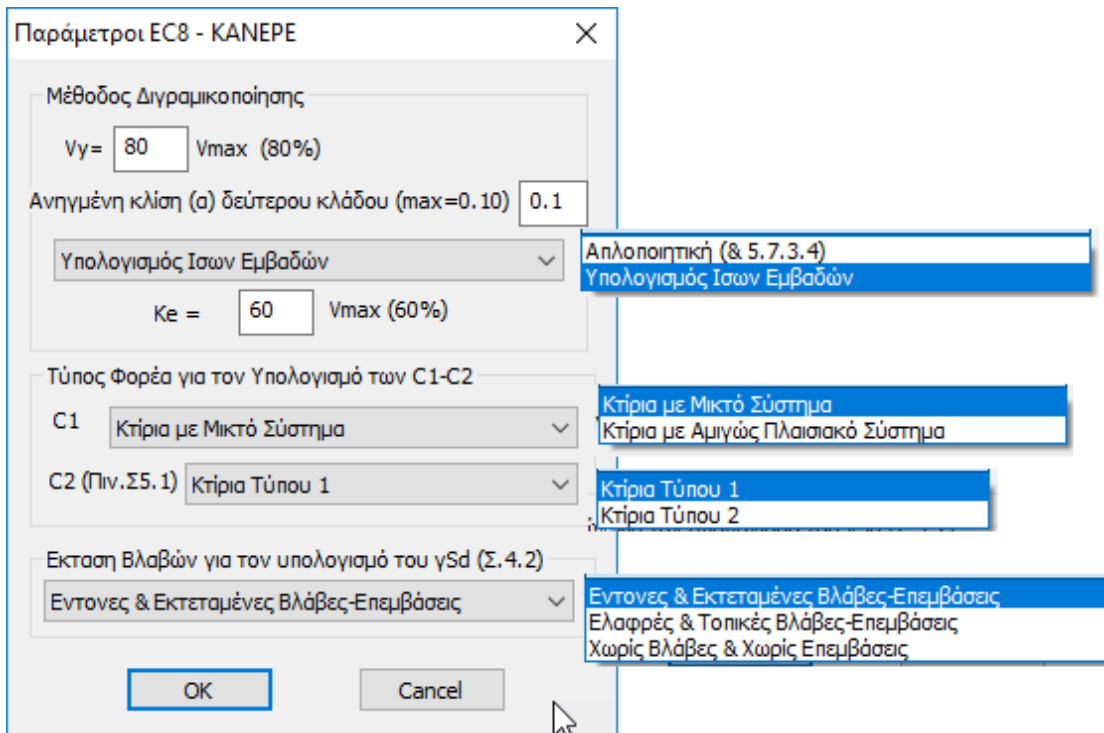 Παράμετροι EC8 - KANEPE
Μέθοδος Διγραμικοποίησης
Vy= 80 Vmax (80%)
Ανηγμένη κλίση (α) δεύτερου κλάδου (max=0.10) 0.1
Υπολογισμός Ισων Εμβαδών
Απλοποιητική (& 5.7.3.4)
Υπολογισμός Ισων Εμβαδών
Ke = 60 Vmax (60%)
Τύπος Φορέα για τον Υπολογισμό των C1-C2
C1 Κτίρια με Μικτό Σύστημα
Κτίρια με Μικτό Σύστημα
Κτίρια με Αμιγώς Πλαισιακό Σύστημα
C2 (Πιν.Σ5.1) Κτίρια Τύπου 1
Κτίρια Τύπου 1
Κτίρια Τύπου 2
Εκταση Βλαβών για τον υπολογισμό του γSd (Σ.4.2)
Εντονες & Εκτεταμένες Βλάβες-Επεμβάσεις
Εντονες & Εκτεταμένες Βλάβες-Επεμβάσεις
Ελαφρές & Τοπικές Βλάβες-Επεμβάσεις
Χωρίς Βλάβες & Χωρίς Επεμβάσεις
OK Cancel